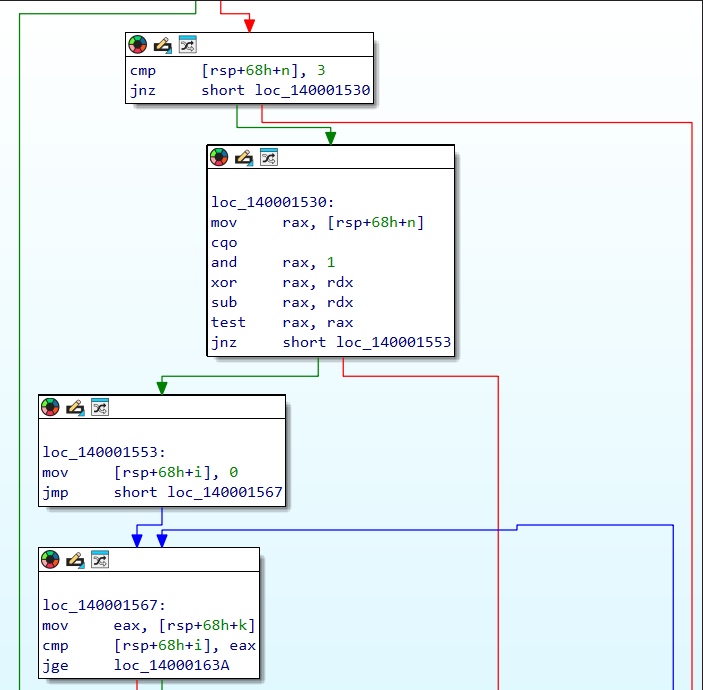 cmp [rsp+68h+n], 3
jnz short loc_140001530
loc_140001530:
mov rax, [rsp+68h+n]
cqo
and rax, 1
xor rax, rdx
sub rax, rdx
test rax, rax
jnz short loc_140001553
loc_140001553:
mov [rsp+68h+i], 0
jmp short loc_140001567
loc_140001567:
mov eax, [rsp+68h+k]
cmp [rsp+68h+i], eax
jge loc_14000163A